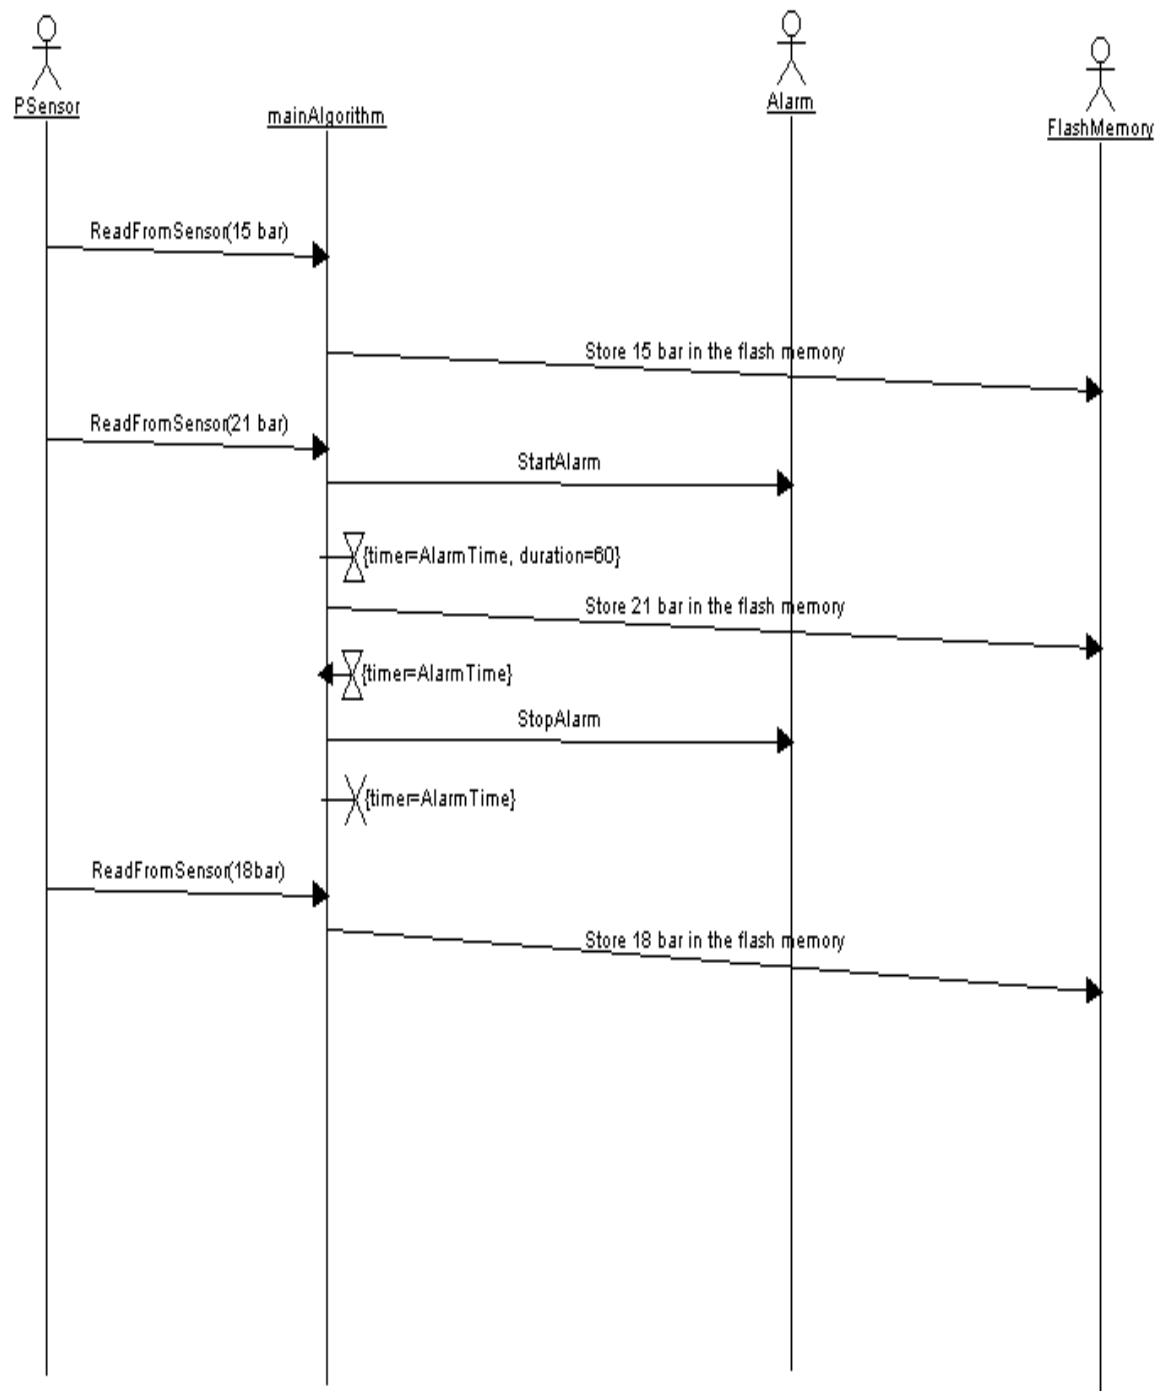 PSensor
mainAlgorithm
Alarm
FlashMemory
ReadFromSensor(15 bar)
Store 15 bar in the flash memory
ReadFromSensor(21 bar)
StartAlarm
{timer=AlarmTime, duration=60}
Store 21 bar in the flash memory
{timer=AlarmTime}
StopAlarm
{timer=AlarmTime}
ReadFromSensor(18bar)
Store 18 bar in the flash memory